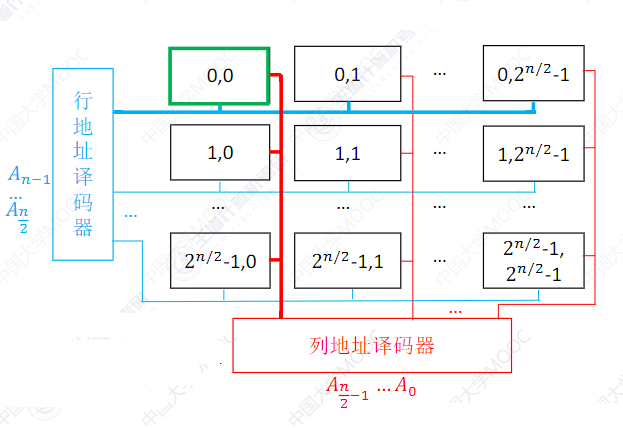 0,0 0,1 … 0,2^{n/2}-1
行地址译码器
1,0 1,1 1,2^{n/2}-1
A_{n-1}
…
A_{n/2}
… … … …
2^{n/2}-1,0 2^{n/2}-1,1 … 2^{n/2}-1,
2^{n/2}-1
…
列地址译码器
A_{n/2-1} … A_0
中国大学MOOC